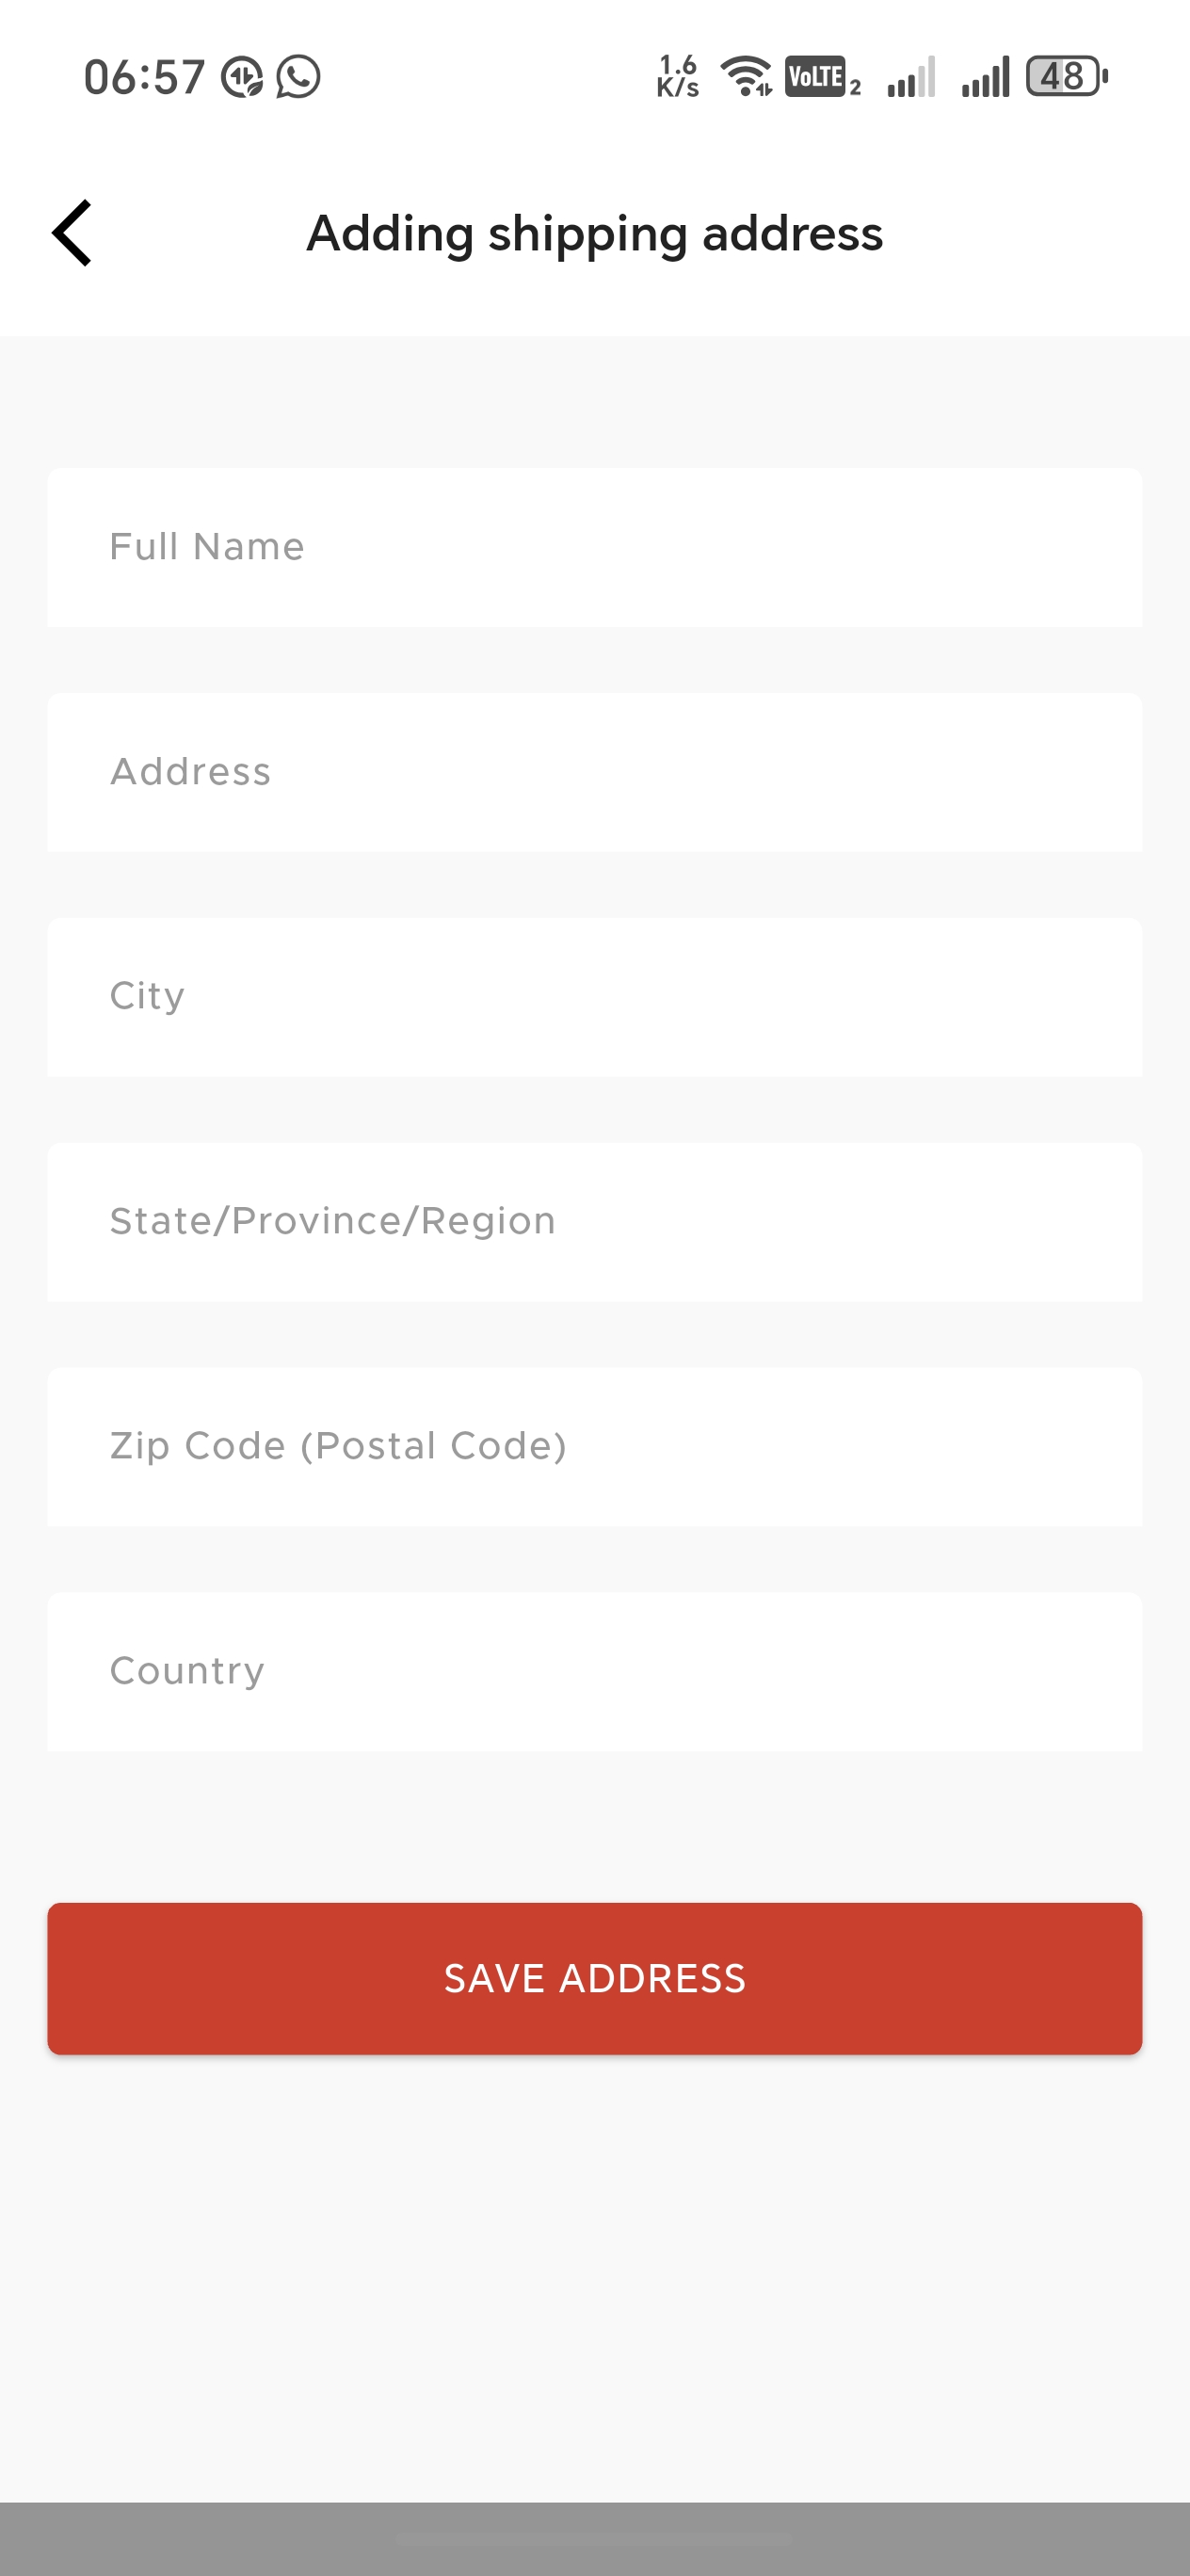 06:57
1.6
K/s
VoLTE 2
48
Adding shipping address
Full Name
Address
City
State/Province/Region
Zip Code (Postal Code)
Country
SAVE ADDRESS